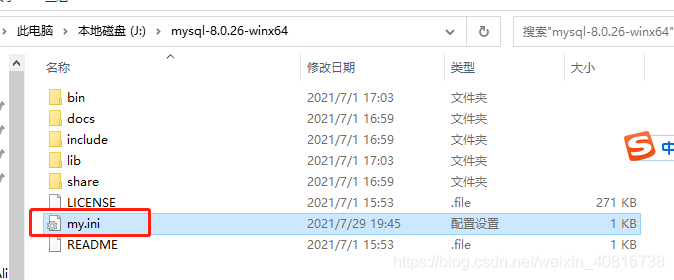 此电脑 > 本地磁盘 (J:) > mysql-8.0.26-winx64 搜索"mysql-8.0.26-winx64"
名称 修改日期 类型 大小
bin 2021/7/1 17:03 文件夹
docs 2021/7/1 16:59 文件夹
include 2021/7/1 16:59 文件夹
lib 2021/7/1 17:03 文件夹
share 2021/7/1 16:59 文件夹
LICENSE 2021/7/1 15:53 .file 271 KB
my.ini 2021/7/29 19:45 配置设置 1 KB
README 2021/7/1 15:53 .file 1 KB
S 中
Ali https://blog.csdn.net/weixin_40816738